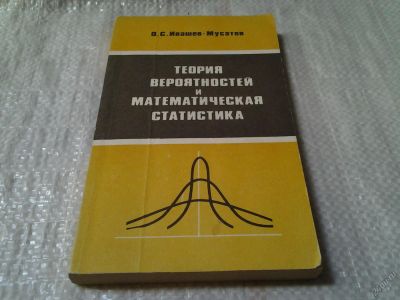 О.С.Ивашев-Мусатов
ТЕОРИЯ
ВЕРОЯТНОСТЕЙ
И
МАТЕМАТИЧЕСКАЯ
СТАТИСТИКА